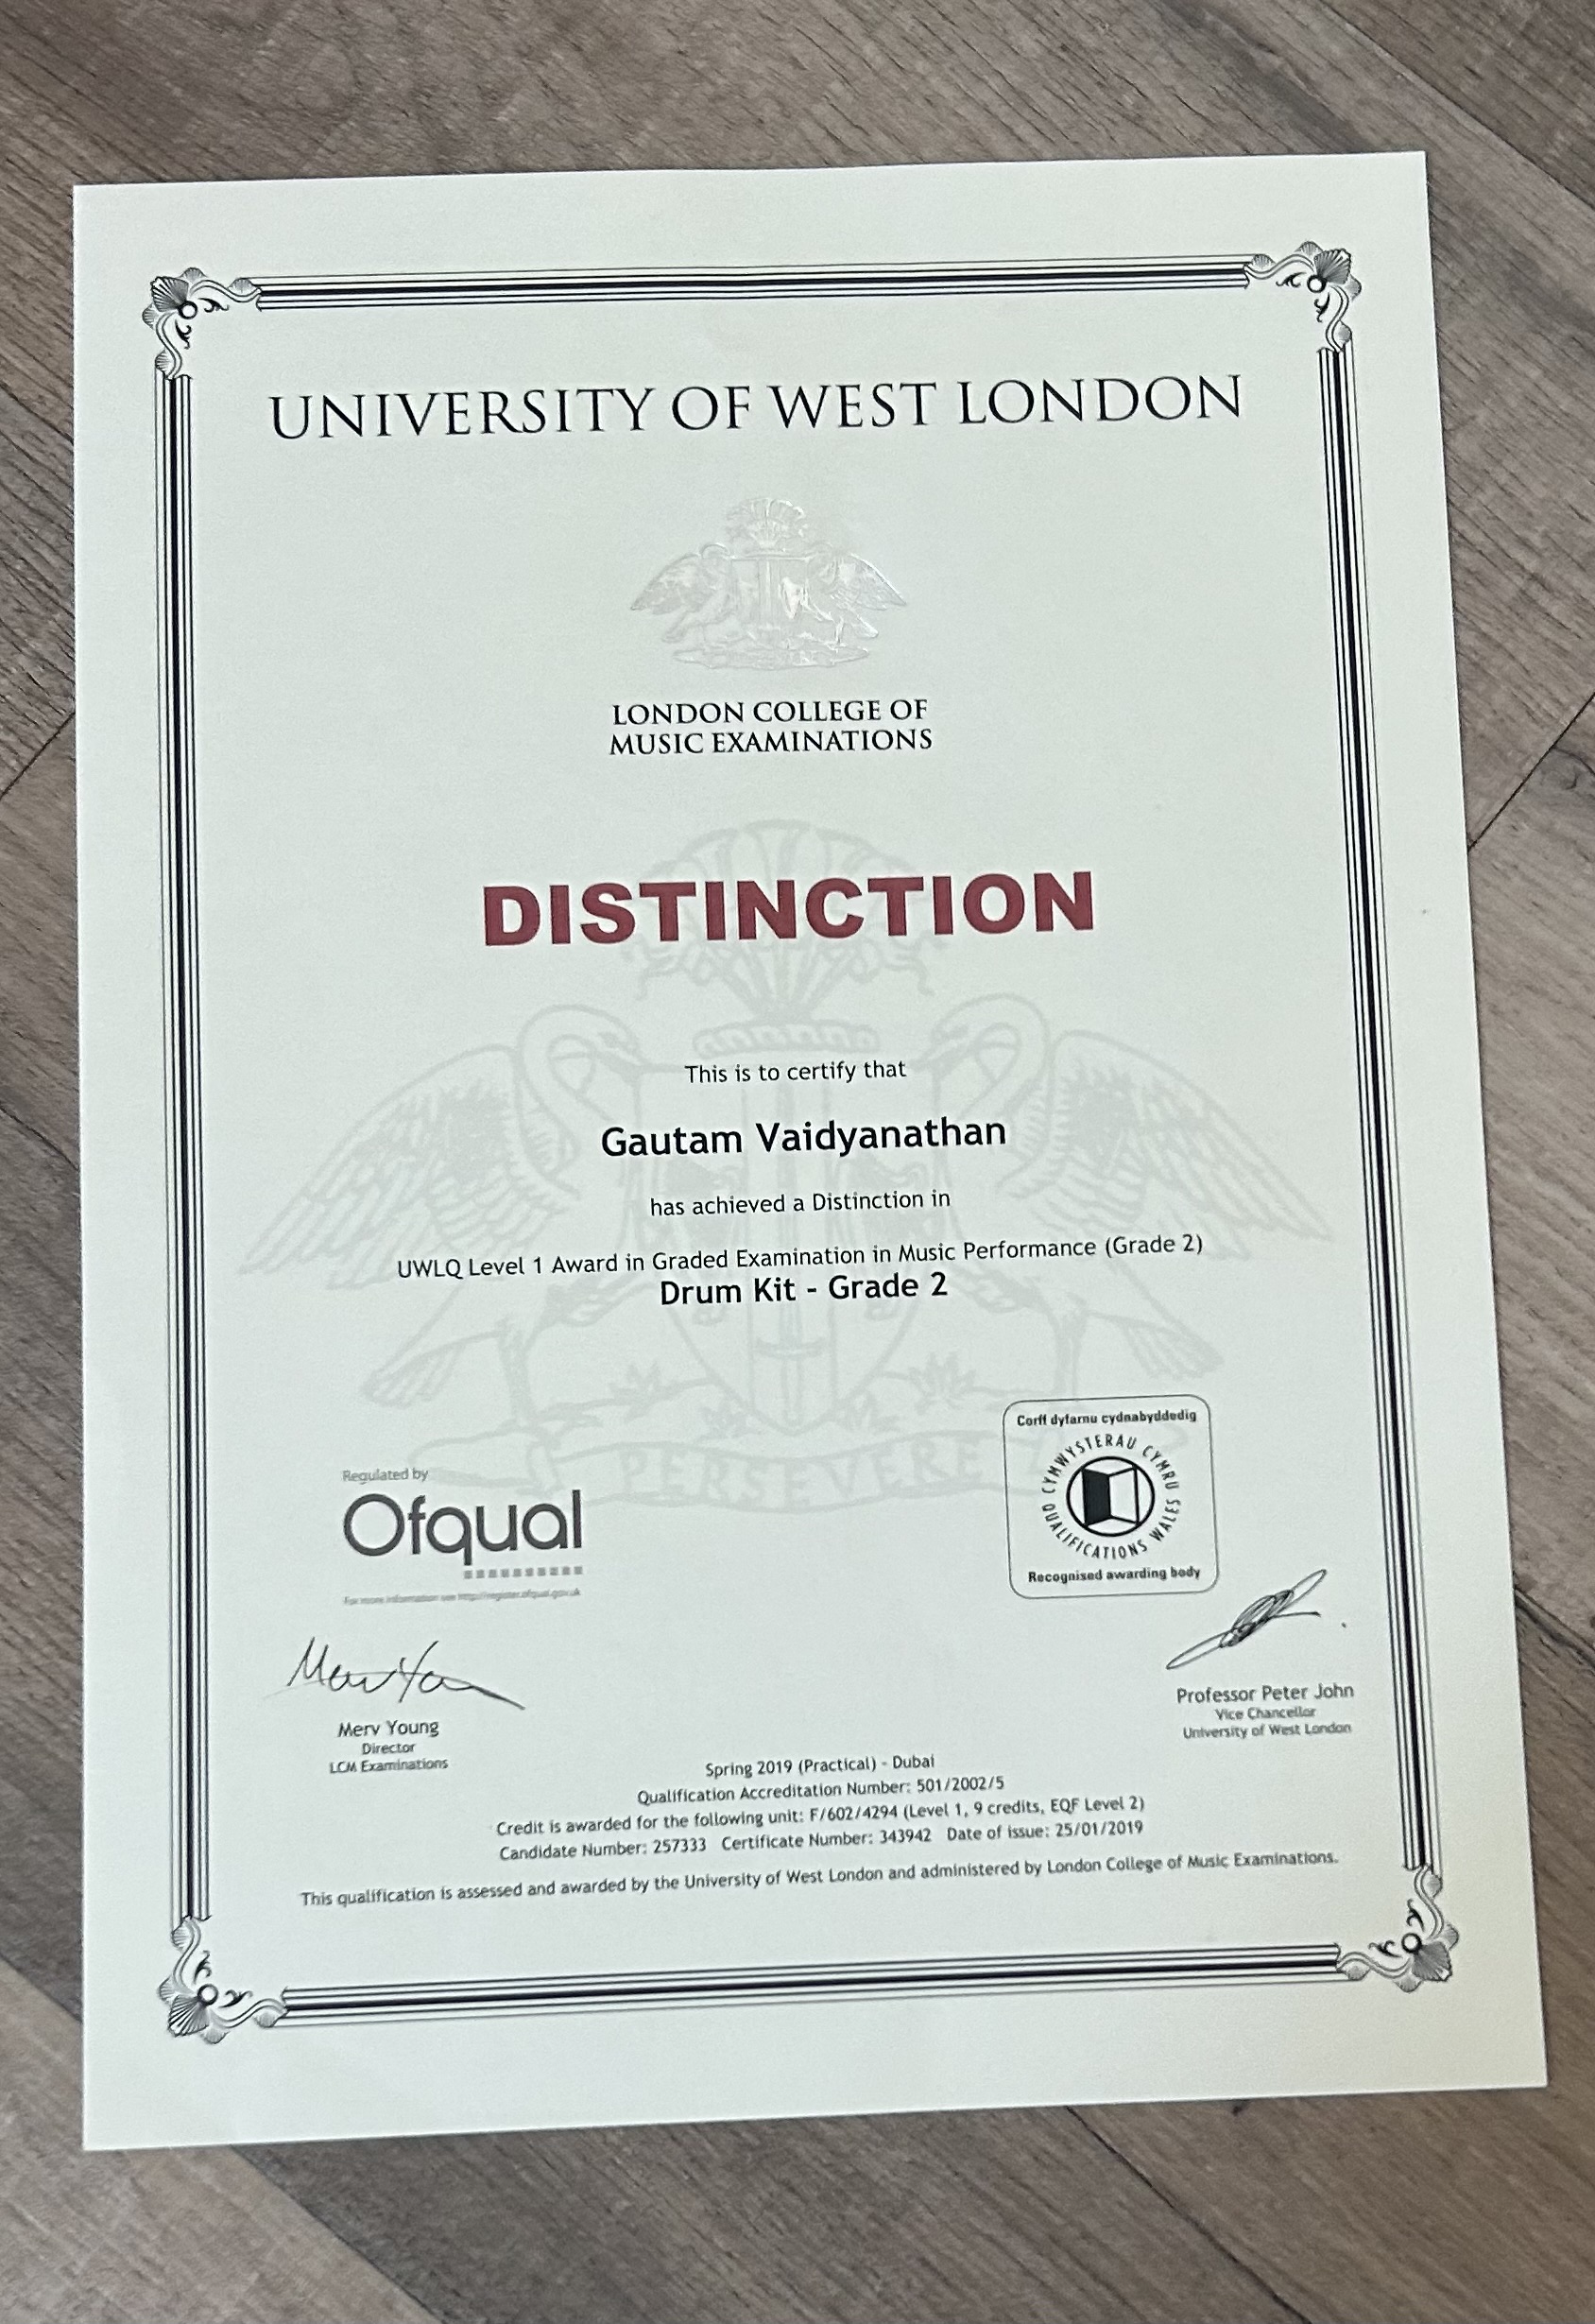 UNIVERSITY OF WEST LONDON
LONDON COLLEGE OF
MUSIC EXAMINATIONS
DISTINCTION
This is to certify that
Gautam Vaidyanathan
has achieved a Distinction in
UWLQ Level 1 Award in Graded Examination in Music Performance (Grade 2)
Drum Kit - Grade 2
PERSEVERE
Regulated by
Ofqual
For more information see http://register.ofqual.gov.uk
Corff dyfarnu cydnabyddedig
CYMWYSTERAU CYMRU
QUALIFICATIONS WALES
Recognised awarding body
Merv Young
Director
LCM Examinations
Professor Peter John
Vice Chancellor
University of West London
Spring 2019 (Practical) - Dubai
Qualification Accreditation Number: 501/2002/5
Credit is awarded for the following unit: F/602/4294 (Level 1, 9 credits, EQF Level 2)
Candidate Number: 257333 Certificate Number: 343942 Date of issue: 25/01/2019
This qualification is assessed and awarded by the University of West London and administered by London College of Music Examinations.